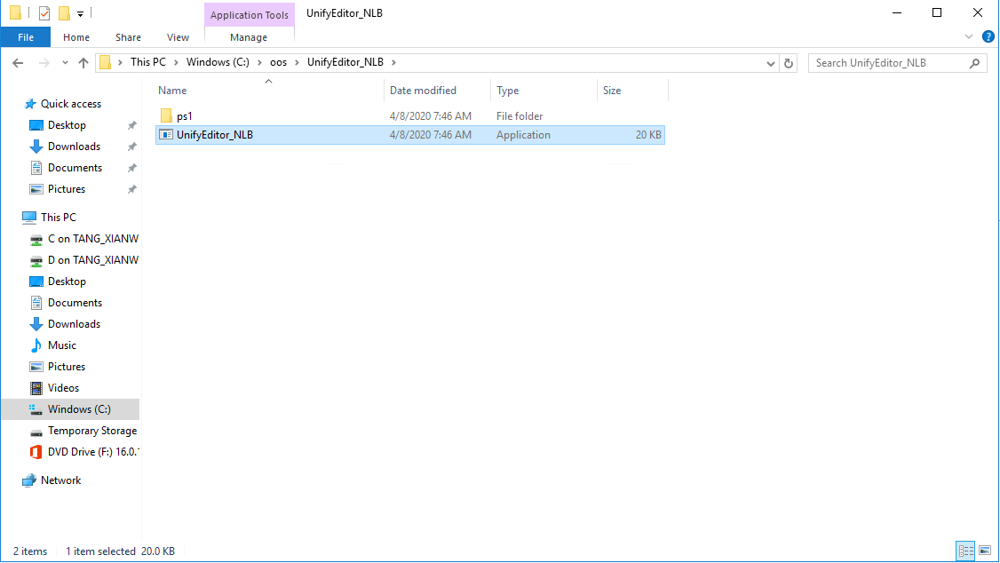 Application Tools UnifyEditor_NLB
File Home Share View Manage
This PC Windows (C:) oos UnifyEditor_NLB Search UnifyEditor_NLB
Name Date modified Type Size
ps1 4/8/2020 7:46 AM File folder
UnifyEditor_NLB 4/8/2020 7:46 AM Application 20 KB
Quick access
Desktop
Downloads
Documents
Pictures
This PC
C on TANG_XIANW
D on TANG_XIANW
Desktop
Documents
Downloads
Music
Pictures
Videos
Windows (C:)
Temporary Storage
DVD Drive (F:) 16.0.1
Network
2 items 1 item selected 20.0 KB